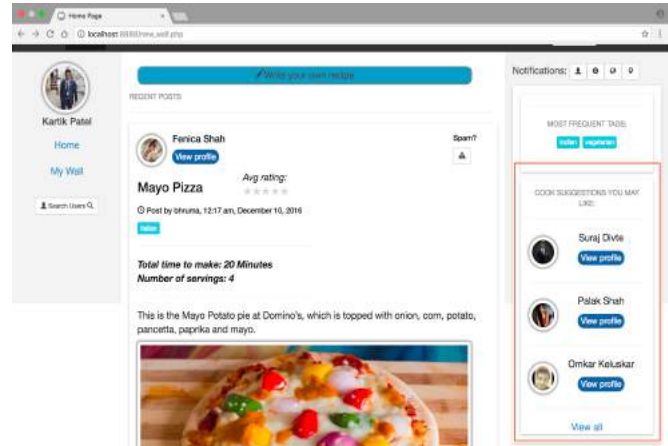 Home Page
localhost:8888/new_wall.php
Kartik Patel
Home
My Wall
Search Users
Write your own recipe
RECENT POSTS
Fenica Shah
View profile
Spam?
Mayo Pizza
Avg rating:
Post by bhruma, 12:17 am, December 10, 2016
Total time to make: 20 Minutes
Number of servings: 4
This is the Mayo Potato pie at Domino's, which is topped with onion, corn, potato,
pancetta, paprika and mayo.
Notifications:
MOST FREQUENT TAGS:
indian vegetarian
COOK SUGGESTIONS YOU MAY
LIKE:
Suraj Divte
View profile
Palak Shah
View profile
Omkar Keluskar
View profile
View all